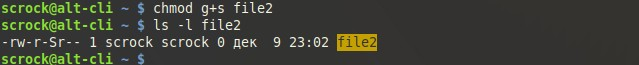 scrock@alt-cli ~ $ chmod g+s file2
scrock@alt-cli ~ $ ls -l file2
-rw-r-Sr-- 1 scrock scrock 0 дек  9 23:02 file2
scrock@alt-cli ~ $